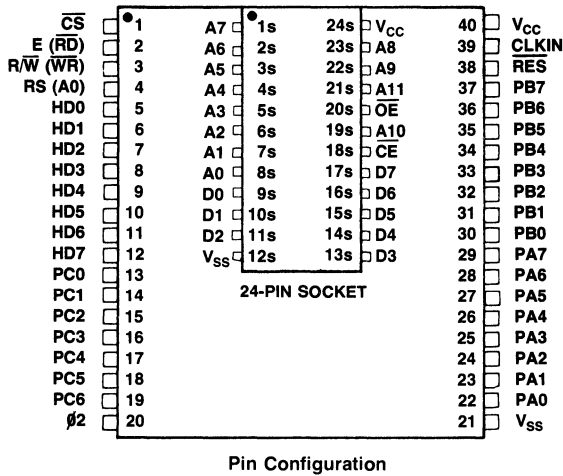 CS 1 A7 1s 24s VCC 40 VCC
E (RD) 2 A6 2s 23s A8 39 CLKIN
R/W (WR) 3 A5 3s 22s A9 38 RES
RS (A0) 4 A4 4s 21s A11 37 PB7
HD0 5 A3 5s 20s OE 36 PB6
HD1 6 A2 6s 19s A10 35 PB5
HD2 7 A1 7s 18s CE 34 PB4
HD3 8 A0 8s 17s D7 33 PB3
HD4 9 D0 9s 16s D6 32 PB2
HD5 10 D1 10s 15s D5 31 PB1
HD6 11 D2 11s 14s D4 30 PB0
HD7 12 VSS 12s 13s D3 29 PA7
PC0 13 28 PA6
24-PIN SOCKET
PC1 14 27 PA5
PC2 15 26 PA4
PC3 16 25 PA3
PC4 17 24 PA2
PC5 18 23 PA1
PC6 19 22 PA0
ø2 20 21 VSS
Pin Configuration